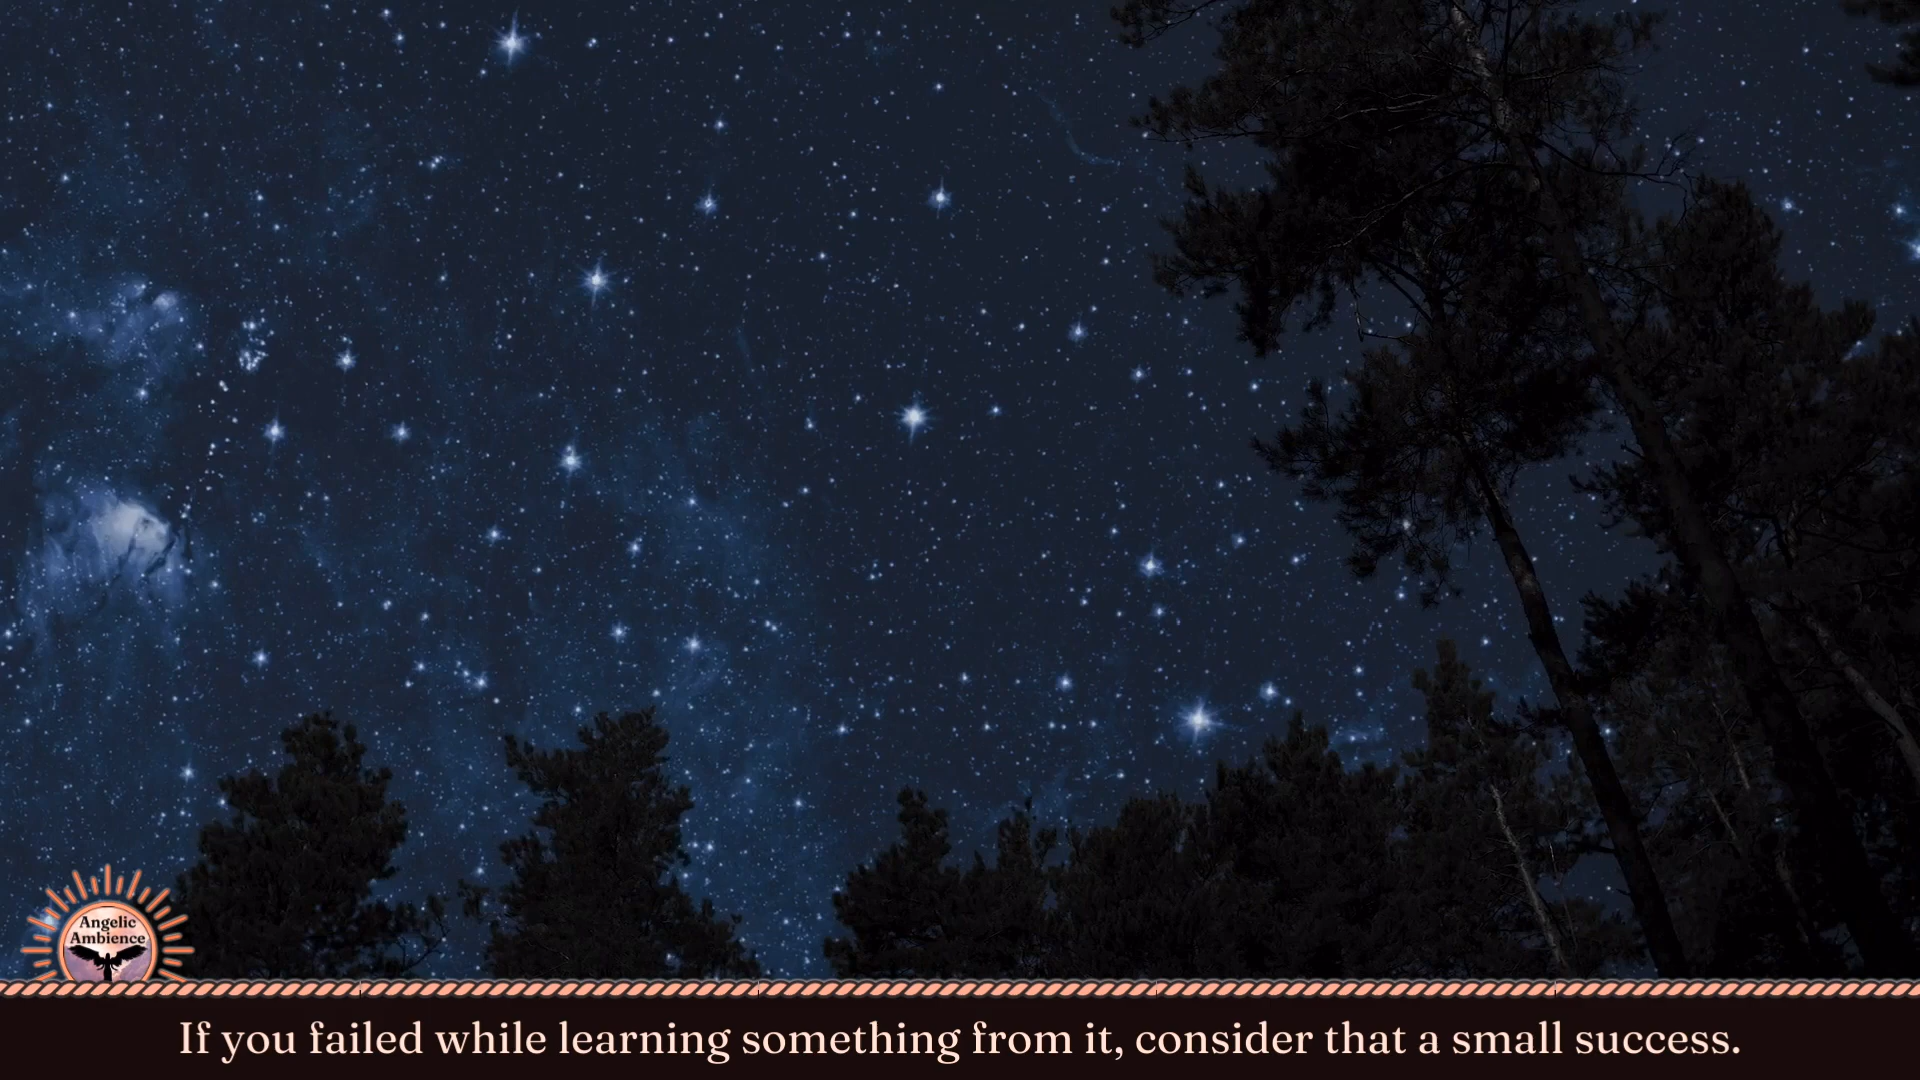 Angelic
Ambience
If you failed while learning something from it, consider that a small success.